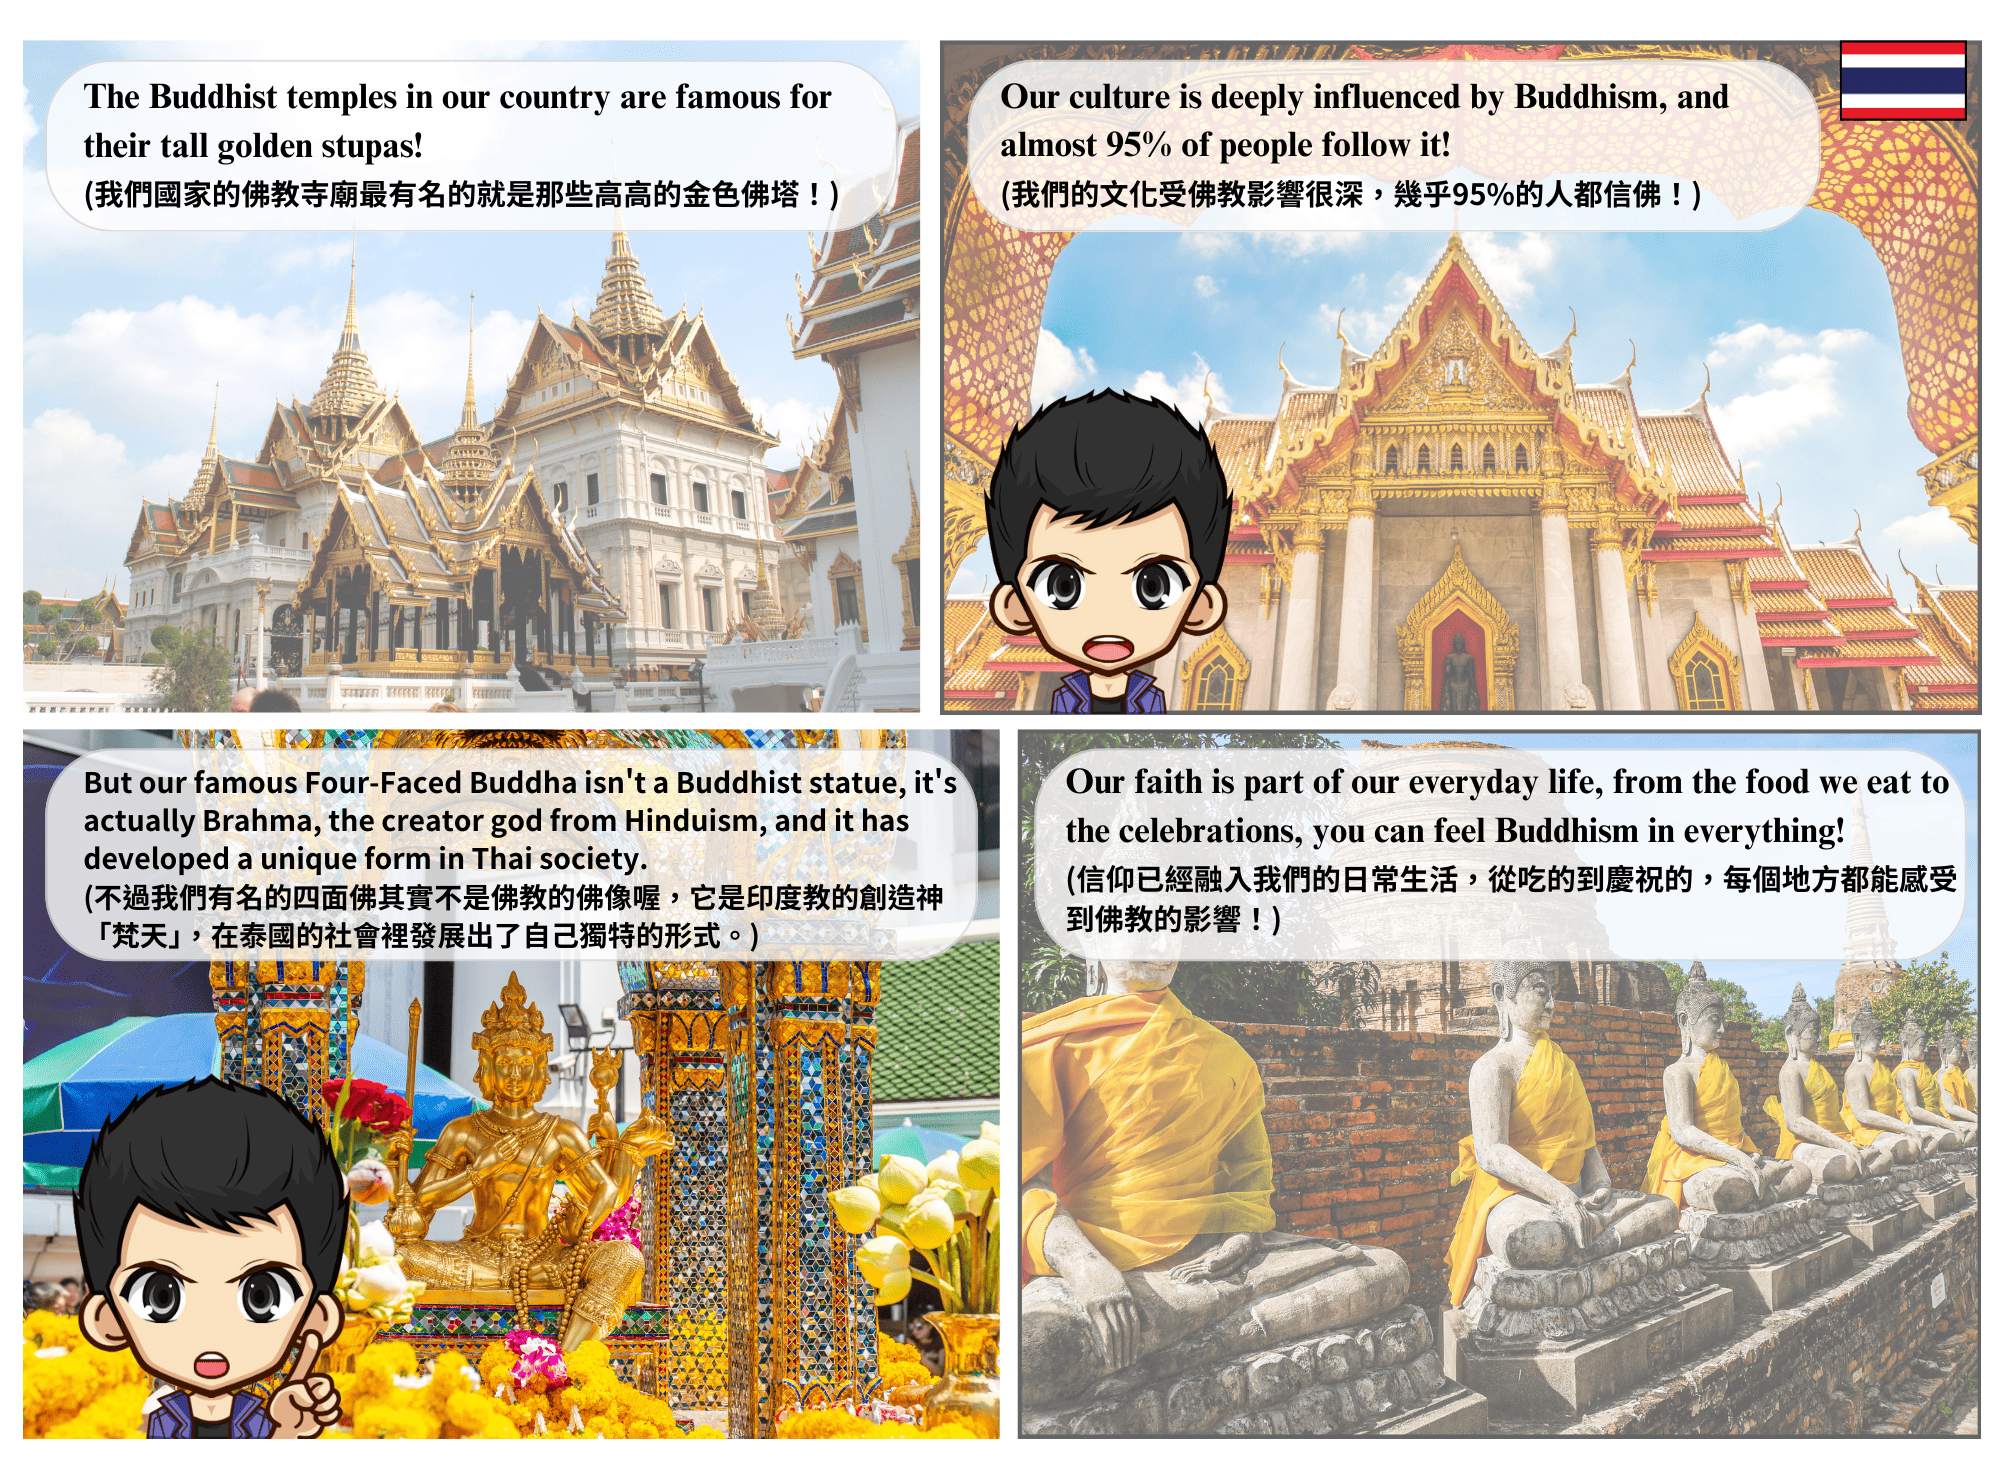 The Buddhist temples in our country are famous for
their tall golden stupas!
(我們國家的佛教寺廟最有名的就是那些高高的金色佛塔！)
Our culture is deeply influenced by Buddhism, and
almost 95% of people follow it!
(我們的文化受佛教影響很深，幾乎95%的人都信佛！)
But our famous Four-Faced Buddha isn't a Buddhist statue, it's
actually Brahma, the creator god from Hinduism, and it has
developed a unique form in Thai society.
(不過我們有名的四面佛其實不是佛教的佛像喔，它是印度教的創造神
「梵天」，在泰國的社會裡發展出了自己獨特的形式。)
Our faith is part of our everyday life, from the food we eat to
the celebrations, you can feel Buddhism in everything!
(信仰已經融入我們的日常生活，從吃的到慶祝的，每個地方都能感受
到佛教的影響！)